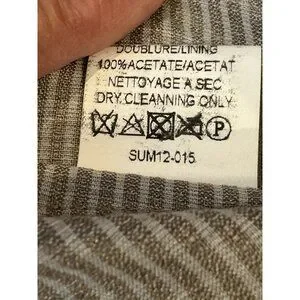 DOUBLURE/LINING
100%ACETATE/ACETAT
NETTOYAGE A SEC
DRY CLEANNING ONLY
P
SUM12-015